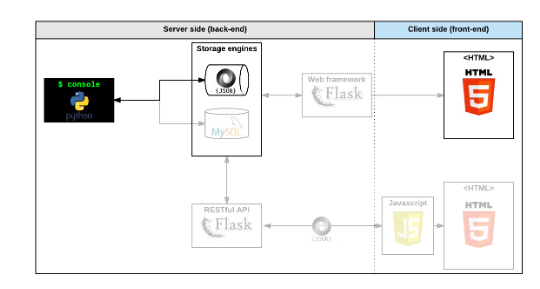 Server side (back-end)
Client side (front-end)
Storage engines
<HTML>
$ console
{JSON}
Web framework
HTML
python
Flask
5
MySQL
<HTML>
RESTful API
Javascript
HTML
Flask
JS
5
{JSON}